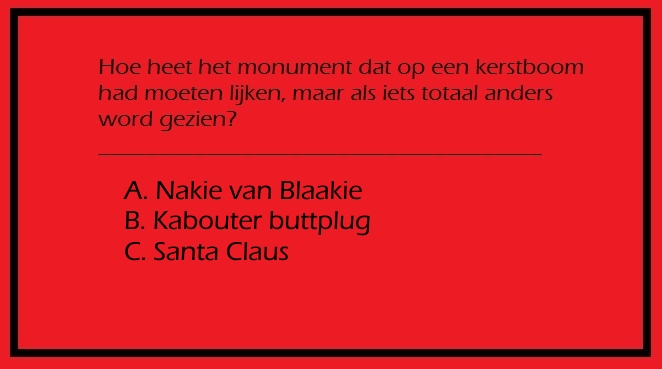 Hoe heet het monument dat op een kerstboom
had moeten lijken, maar als iets totaal anders
word gezien?
A. Nakie van Blaakie
B. Kabouter buttplug
C. Santa Claus